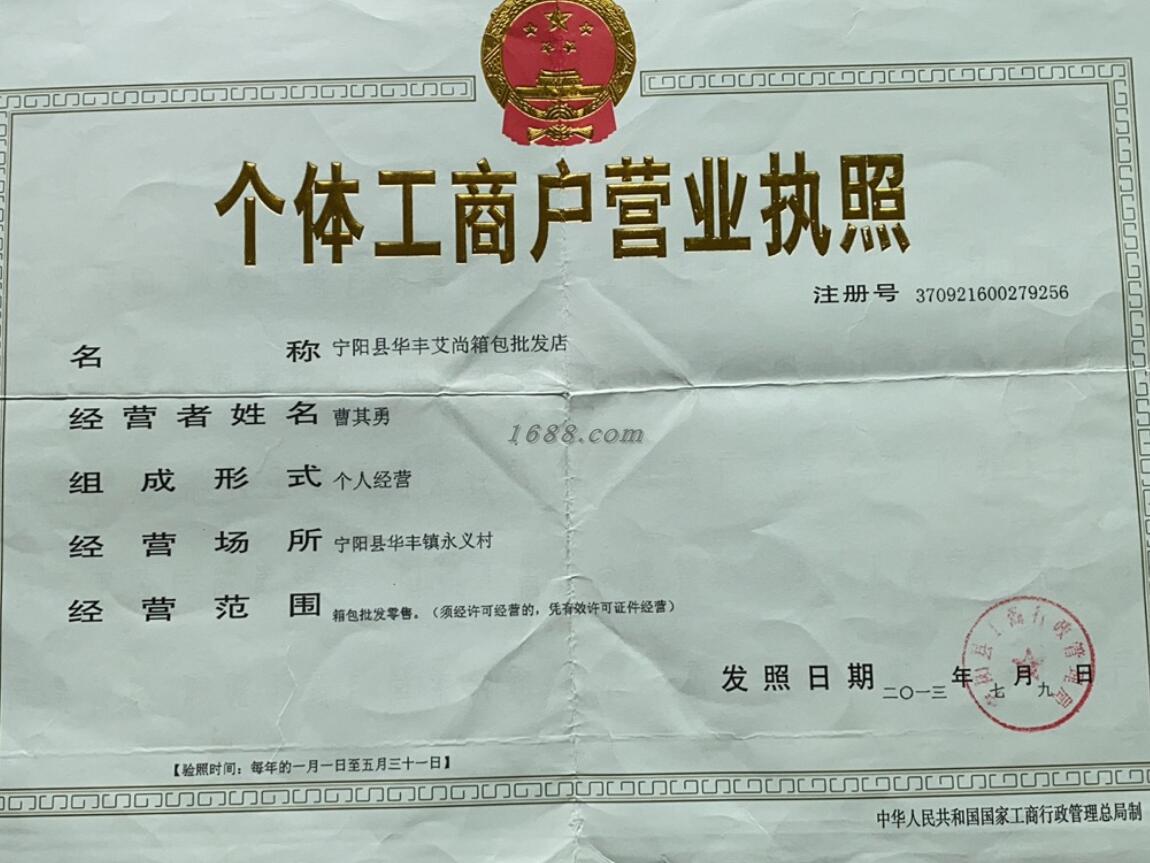 个体工商户营业执照
注册号 370921600279256
名称 宁阳县华丰艾尚箱包批发店
经营者姓名 曹其勇
1688.com
组成形式 个人经营
经营场所 宁阳县华丰镇永义村
经营范围 箱包批发零售。（须经许可经营的，凭有效许可证件经营）
发照日期 二〇一三年七月九日
【验照时间：每年的一月一日至五月三十一日】
中华人民共和国国家工商行政管理总局制